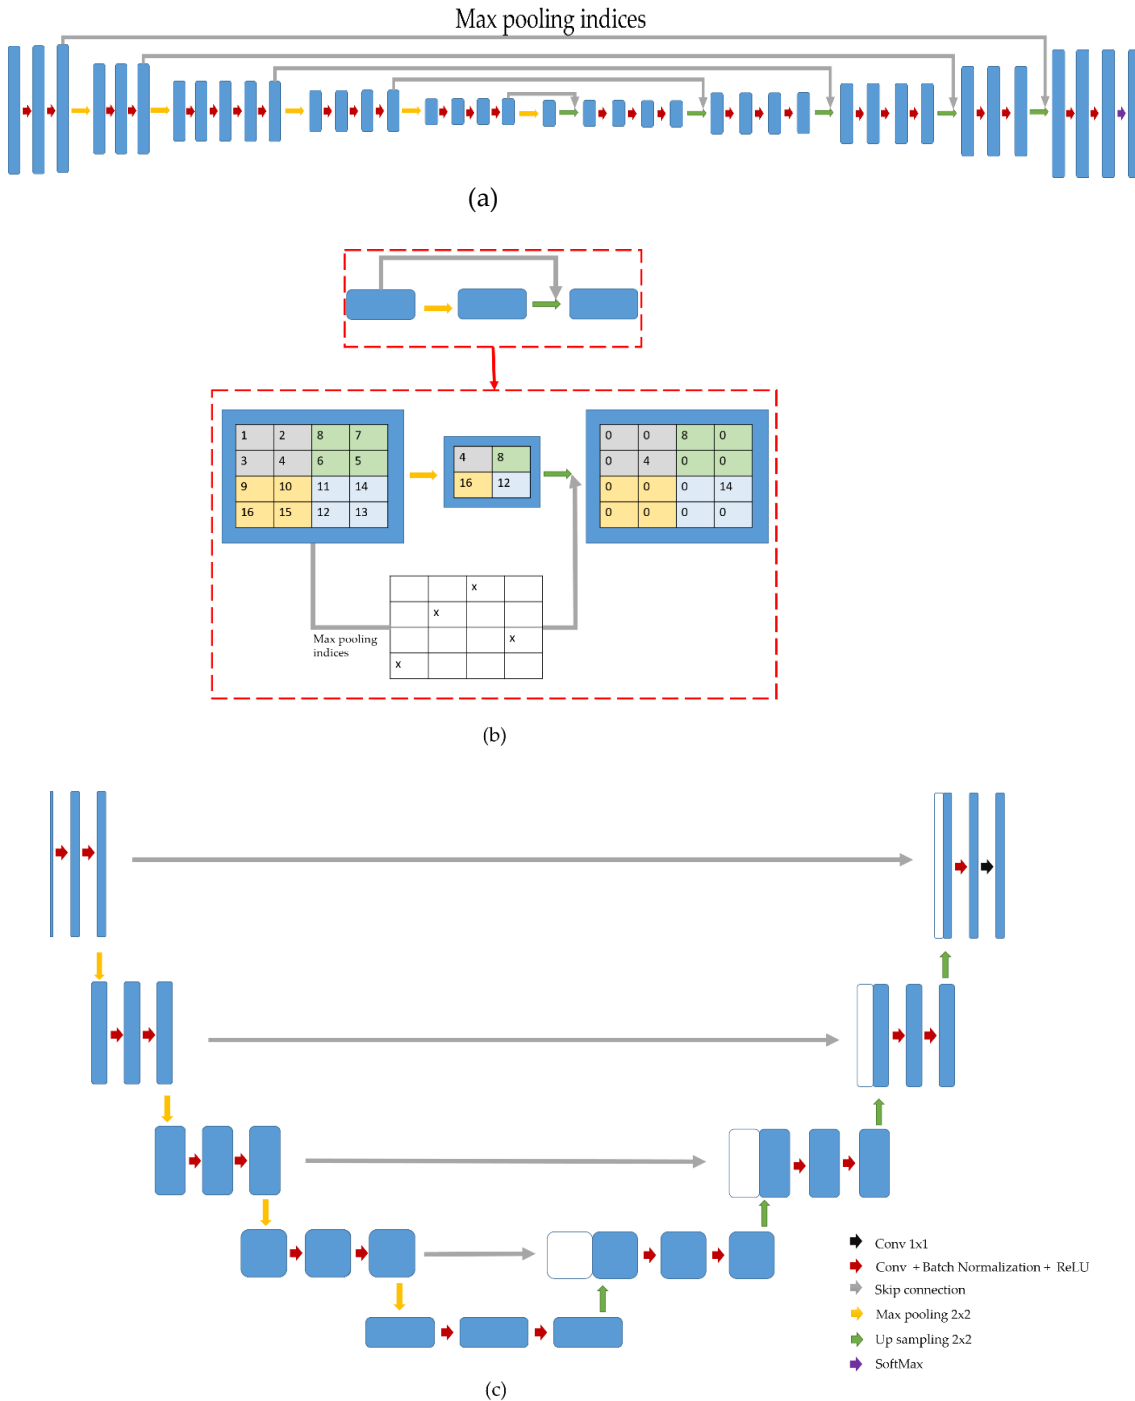 Max pooling indices
(a)
1 2 8 7
3 4 6 5
9 10 11 14
16 15 12 13
4 8
16 12
0 0 8 0
0 4 0 0
0 0 0 14
0 0 0 0
x
x
x
x
Max pooling
indices
(b)
Conv 1x1
Conv + Batch Normalization + ReLU
Skip connection
Max pooling 2x2
Up sampling 2x2
SoftMax
(c)